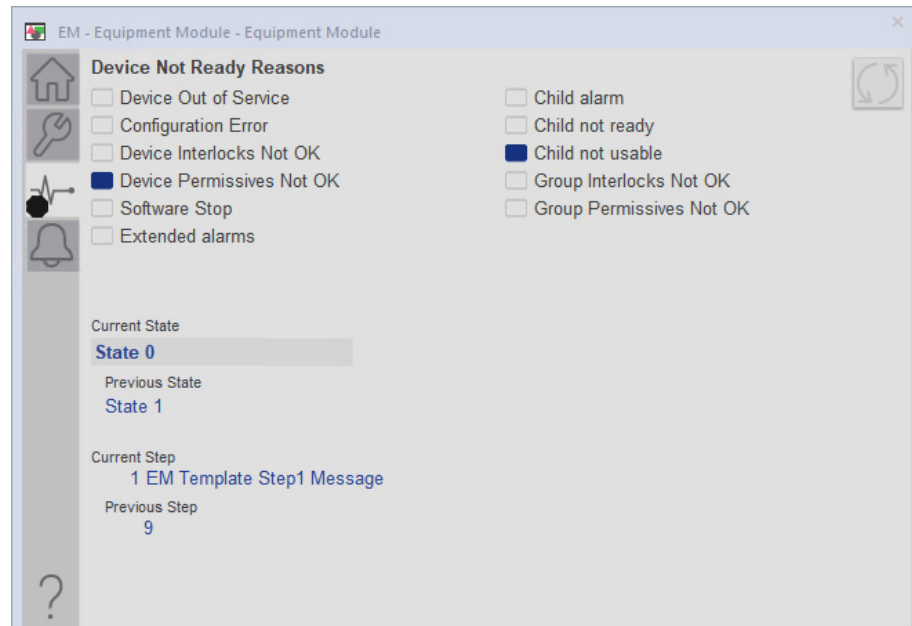 EM - Equipment Module - Equipment Module
Device Not Ready Reasons
Device Out of Service
Configuration Error
Device Interlocks Not OK
Device Permissives Not OK
Software Stop
Extended alarms
Child alarm
Child not ready
Child not usable
Group Interlocks Not OK
Group Permissives Not OK
Current State
State 0
Previous State
State 1
Current Step
1 EM Template Step1 Message
Previous Step
9
?